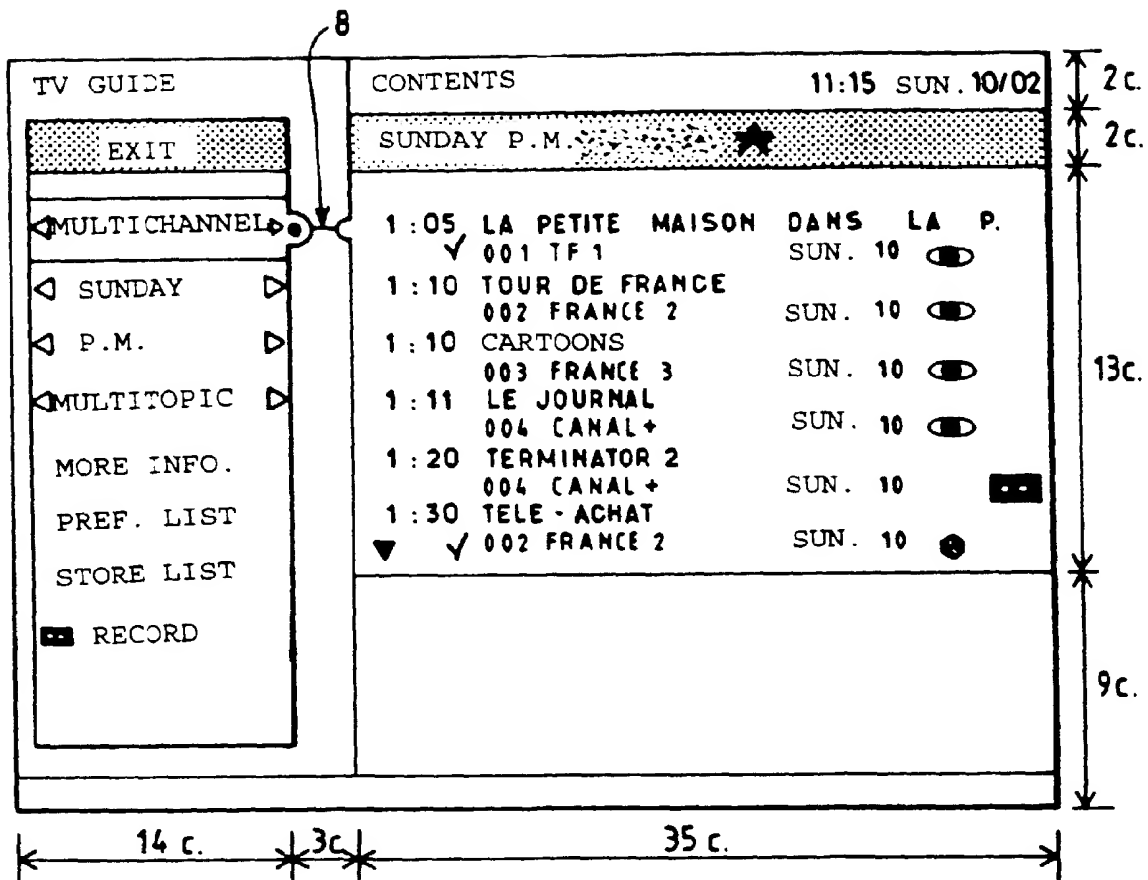 8
TV GUIDE
EXIT
MULTICHANNEL
SUNDAY
P.M.
MULTITOPIC
MORE INFO.
PREF. LIST
STORE LIST
RECORD
CONTENTS 11:15 SUN. 10/02
SUNDAY P.M.
1:05 LA PETITE MAISON DANS LA P.
✓ 001 TF1 SUN. 10
1:10 TOUR DE FRANCE
002 FRANCE 2 SUN. 10
1:10 CARTOONS
003 FRANCE 3 SUN. 10
1:11 LE JOURNAL
004 CANAL+ SUN. 10
1:20 TERMINATOR 2
004 CANAL+ SUN. 10
1:30 TELE-ACHAT
✓ 002 FRANCE 2 SUN. 10
2c.
2c.
13c.
9c.
14c.
3c
35c.